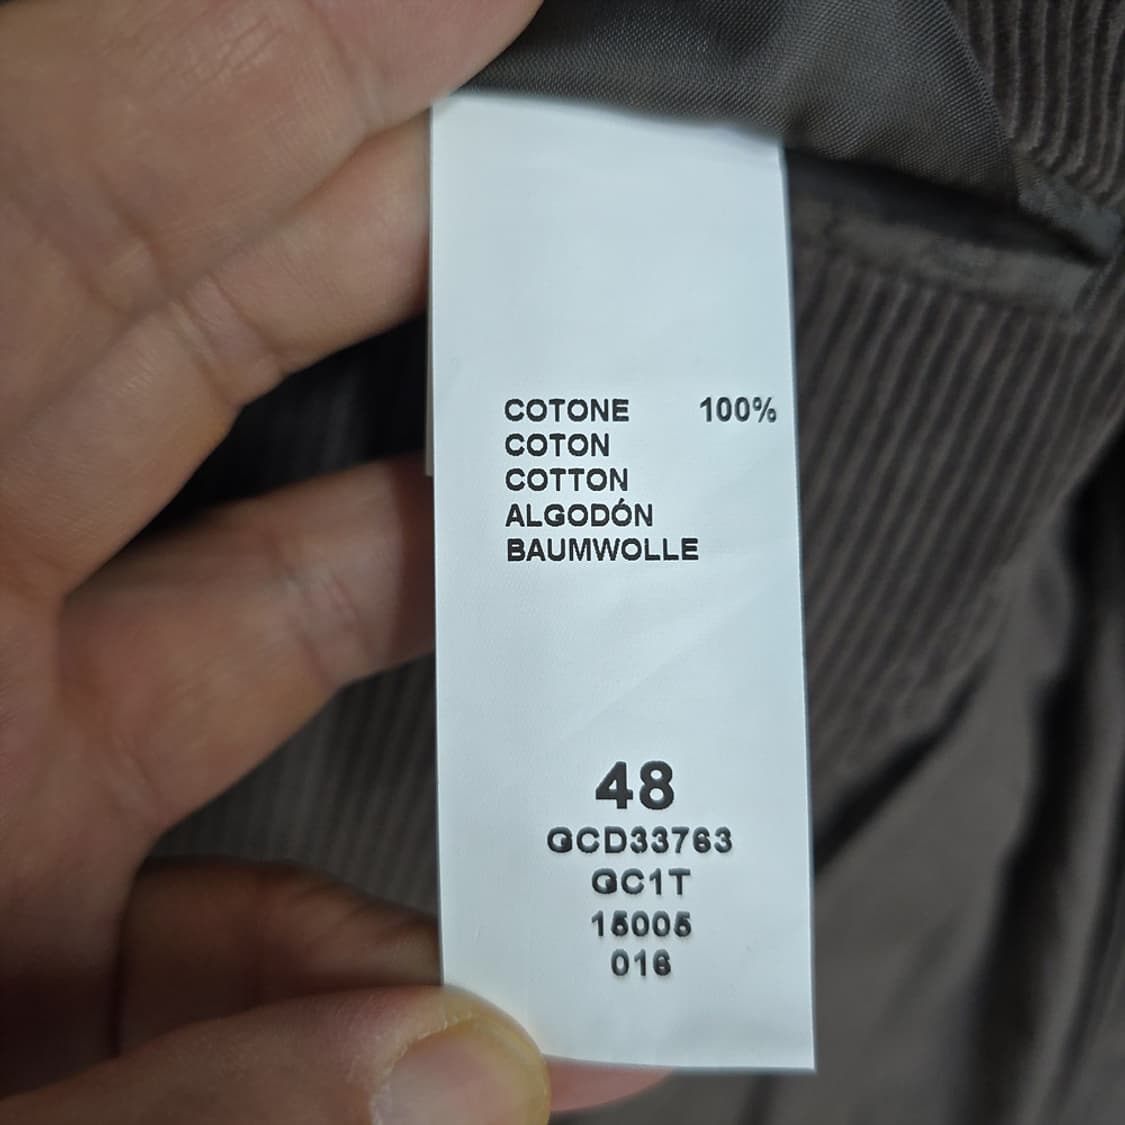 COTONE 100%
COTON
COTTON
ALGODÓN
BAUMWOLLE
48
GCD33763
GC1T
15005
016